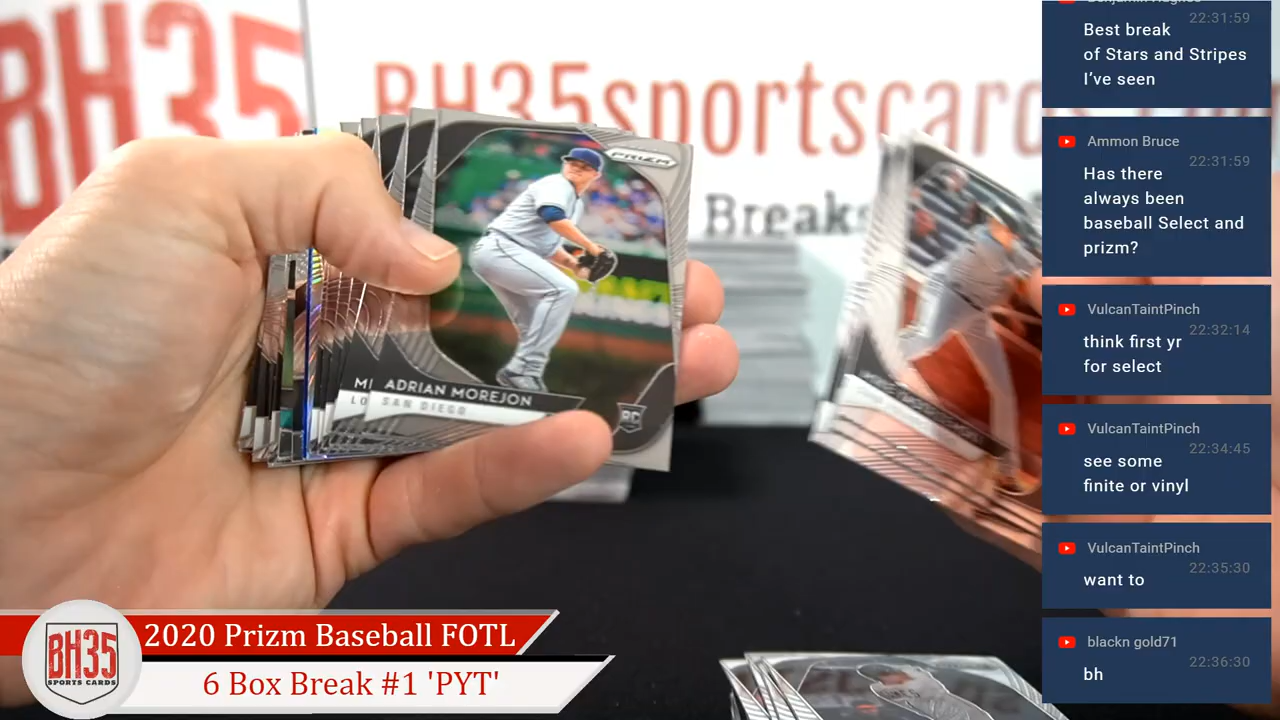 BH35
BH35sportscards
Breaks
PRIZM
ADRIAN MOREJON
SAN DIEGO
RC
MI
LO
22:31:59
Best break
of Stars and Stripes
I've seen
Ammon Bruce
22:31:59
Has there
always been
baseball Select and
prizm?
VulcanTaintPinch
22:32:14
think first yr
for select
VulcanTaintPinch
22:34:45
see some
finite or vinyl
VulcanTaintPinch
22:35:30
want to
blackn gold71
22:36:30
bh
BH35
SPORTS CARDS
2020 Prizm Baseball FOTL
6 Box Break #1 'PYT'